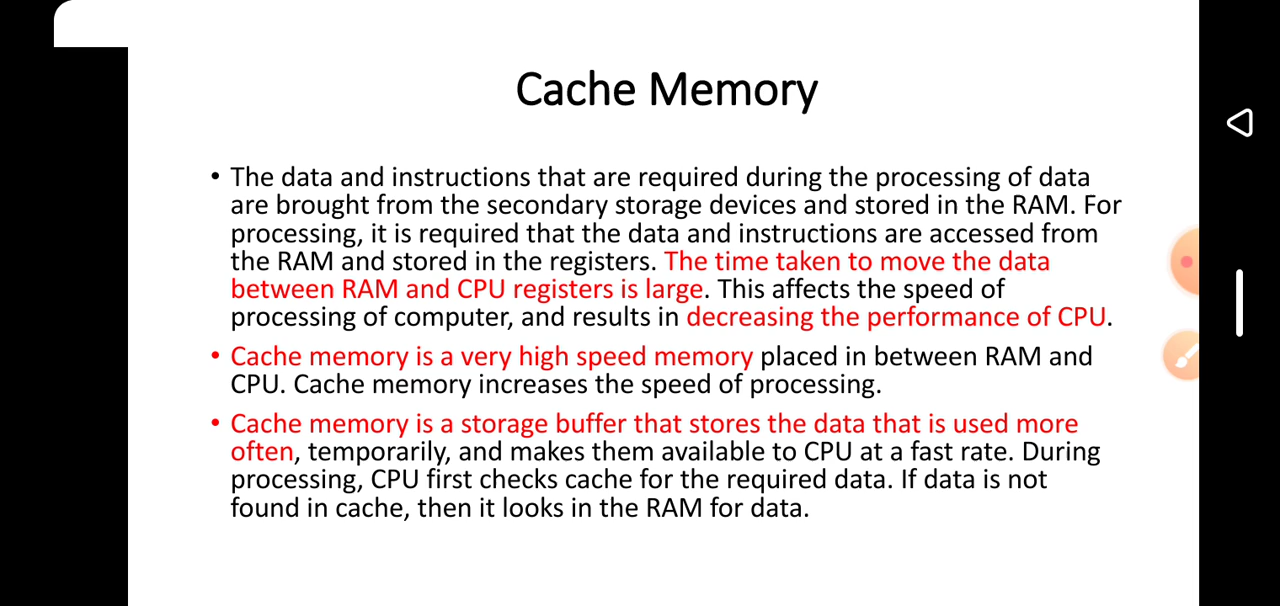 Cache Memory
• The data and instructions that are required during the processing of data
are brought from the secondary storage devices and stored in the RAM. For
processing, it is required that the data and instructions are accessed from
the RAM and stored in the registers. The time taken to move the data
between RAM and CPU registers is large. This affects the speed of
processing of computer, and results in decreasing the performance of CPU.
• Cache memory is a very high speed memory placed in between RAM and
CPU. Cache memory increases the speed of processing.
• Cache memory is a storage buffer that stores the data that is used more
often, temporarily, and makes them available to CPU at a fast rate. During
processing, CPU first checks cache for the required data. If data is not
found in cache, then it looks in the RAM for data.